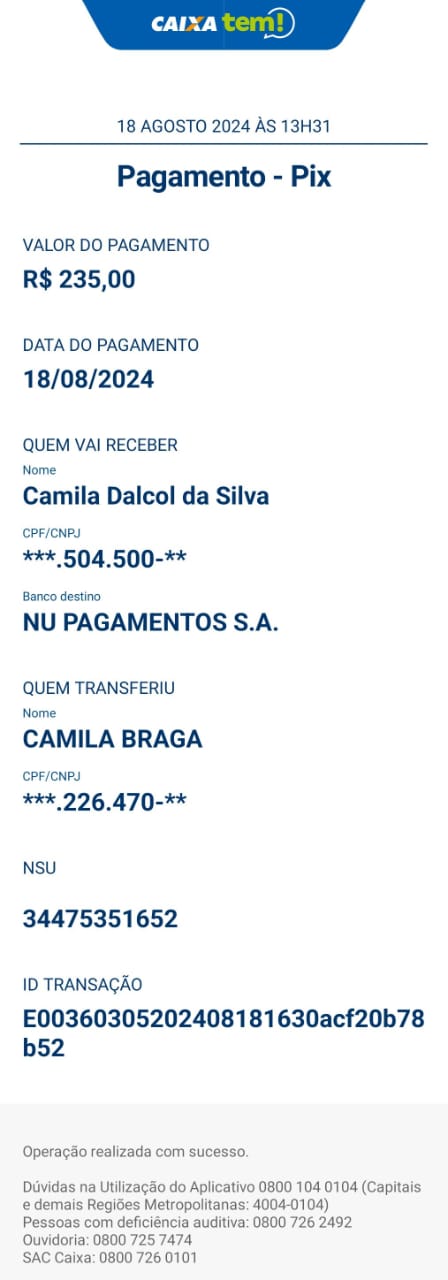 CAIXA tem!
18 AGOSTO 2024 ÀS 13H31
Pagamento - Pix
VALOR DO PAGAMENTO
R$ 235,00
DATA DO PAGAMENTO
18/08/2024
QUEM VAI RECEBER
Nome
Camila Dalcol da Silva
CPF/CNPJ
***.504.500-**
Banco destino
NU PAGAMENTOS S.A.
QUEM TRANSFERIU
Nome
CAMILA BRAGA
CPF/CNPJ
***.226.470-**
NSU
34475351652
ID TRANSAÇÃO
E00360305202408181630acf20b78
b52
Operação realizada com sucesso.
Dúvidas na Utilização do Aplicativo 0800 104 0104 (Capitais
e demais Regiões Metropolitanas: 4004-0104)
Pessoas com deficiência auditiva: 0800 726 2492
Ouvidoria: 0800 725 7474
SAC Caixa: 0800 726 0101